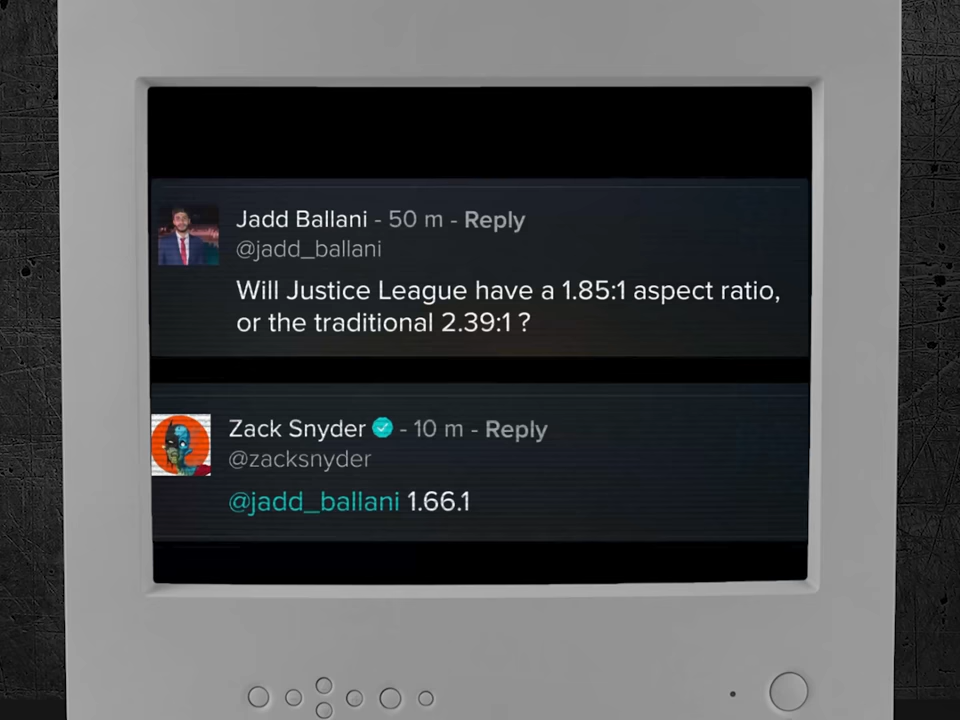 Jadd Ballani - 50 m - Reply
@jadd_ballani
Will Justice League have a 1.85:1 aspect ratio,
or the traditional 2.39:1 ?
Zack Snyder - 10 m - Reply
@zacksnyder
@jadd_ballani 1.66.1